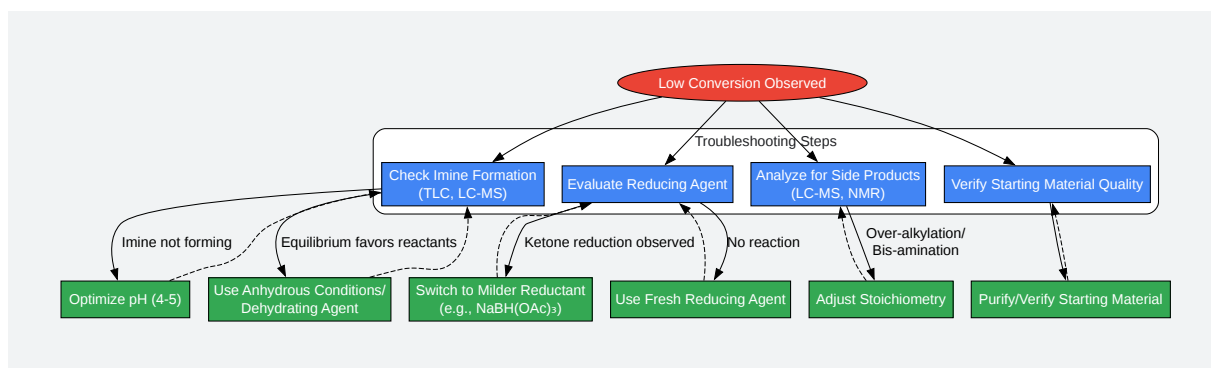 Low Conversion Observed
Troubleshooting Steps
Check Imine Formation
(TLC, LC-MS)
Evaluate Reducing Agent
Analyze for Side Products
(LC-MS, NMR)
Verify Starting Material Quality
Imine not forming
Equilibrium favors reactants
Ketone reduction observed
No reaction
Over-alkylation/
Bis-amination
Optimize pH (4-5)
Use Anhydrous Conditions/
Dehydrating Agent
Switch to Milder Reductant
(e.g., NaBH(OAc)₃)
Use Fresh Reducing Agent
Adjust Stoichiometry
Purify/Verify Starting Material